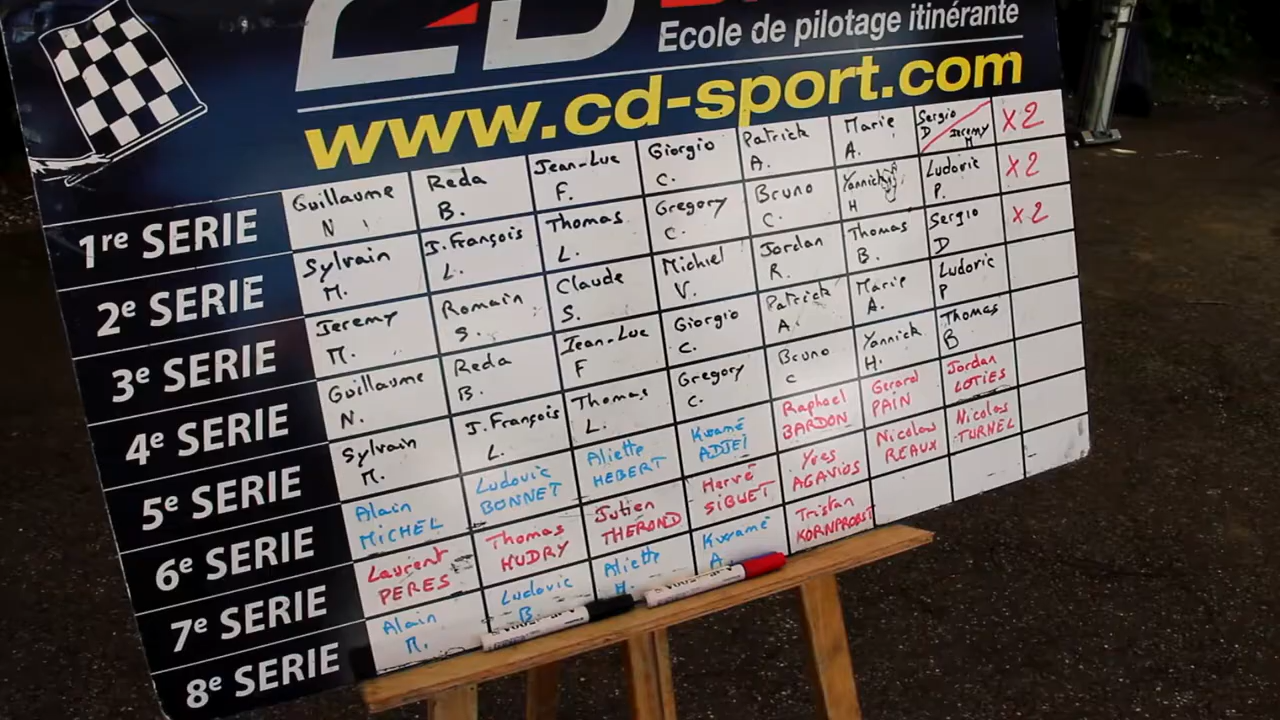 CD
Ecole de pilotage itinérante
www.cd-sport.com
1re SERIE Guillaume N Reda B. Jean-Luc F. Giorgio C. Patrick A. Marie A. Sergio D Jeremy M x2
2e SERIE Sylvain M. J.François L. Thomas L. Gregory C. Bruno C. Yannick H Ludovic P. x2
3e SERIE Jeremy M. Romain S. Claude S. Michiel V. Jordan R. Thomas B. Sergio D x2
4e SERIE Guillaume N. Reda B. Jean-Luc F Giorgio C. Patrick A. Marie A. Ludovic P
5e SERIE Sylvain M. J.François L. Thomas L. Gregory C. Bruno C Yannick H. Thomas B
6e SERIE Alain MICHEL Ludovic BONNET Aliette HEBERT Kwamé ADJEÏ Raphael BARDON Gerard PAIN Jordan LOTIES
7e SERIE Laurent PERES Thomas HUDRY Julien THEROND Hervé SIBUET Yves AGAVIOS Nicolas REAUX Nicolas TURNEL
8e SERIE Alain M. Ludovic B Aliette H. Kwamé A Tristan KORNPROBST